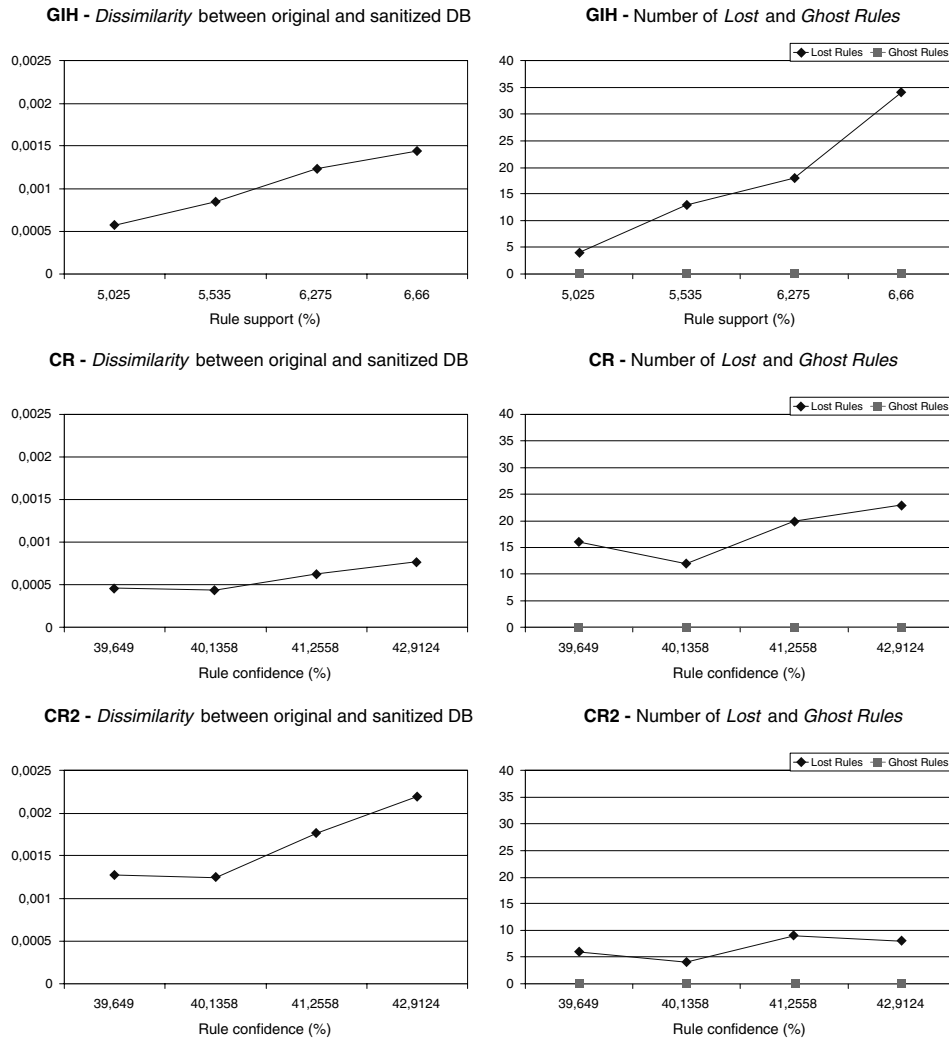 GIH - Dissimilarity between original and sanitized DB
0,0025
0,002
0,0015
0,001
0,0005
0
5,025 5,535 6,275 6,66
Rule support (%)
GIH - Number of Lost and Ghost Rules
Lost Rules Ghost Rules
40
35
30
25
20
15
10
5
0
5,025 5,535 6,275 6,66
Rule support (%)
CR - Dissimilarity between original and sanitized DB
0,0025
0,002
0,0015
0,001
0,0005
0
39,649 40,1358 41,2558 42,9124
Rule confidence (%)
CR - Number of Lost and Ghost Rules
Lost Rules Ghost Rules
40
35
30
25
20
15
10
5
0
39,649 40,1358 41,2558 42,9124
Rule confidence (%)
CR2 - Dissimilarity between original and sanitized DB
0,0025
0,002
0,0015
0,001
0,0005
0
39,649 40,1358 41,2558 42,9124
Rule confidence (%)
CR2 - Number of Lost and Ghost Rules
Lost Rules Ghost Rules
40
35
30
25
20
15
10
5
0
39,649 40,1358 41,2558 42,9124
Rule confidence (%)